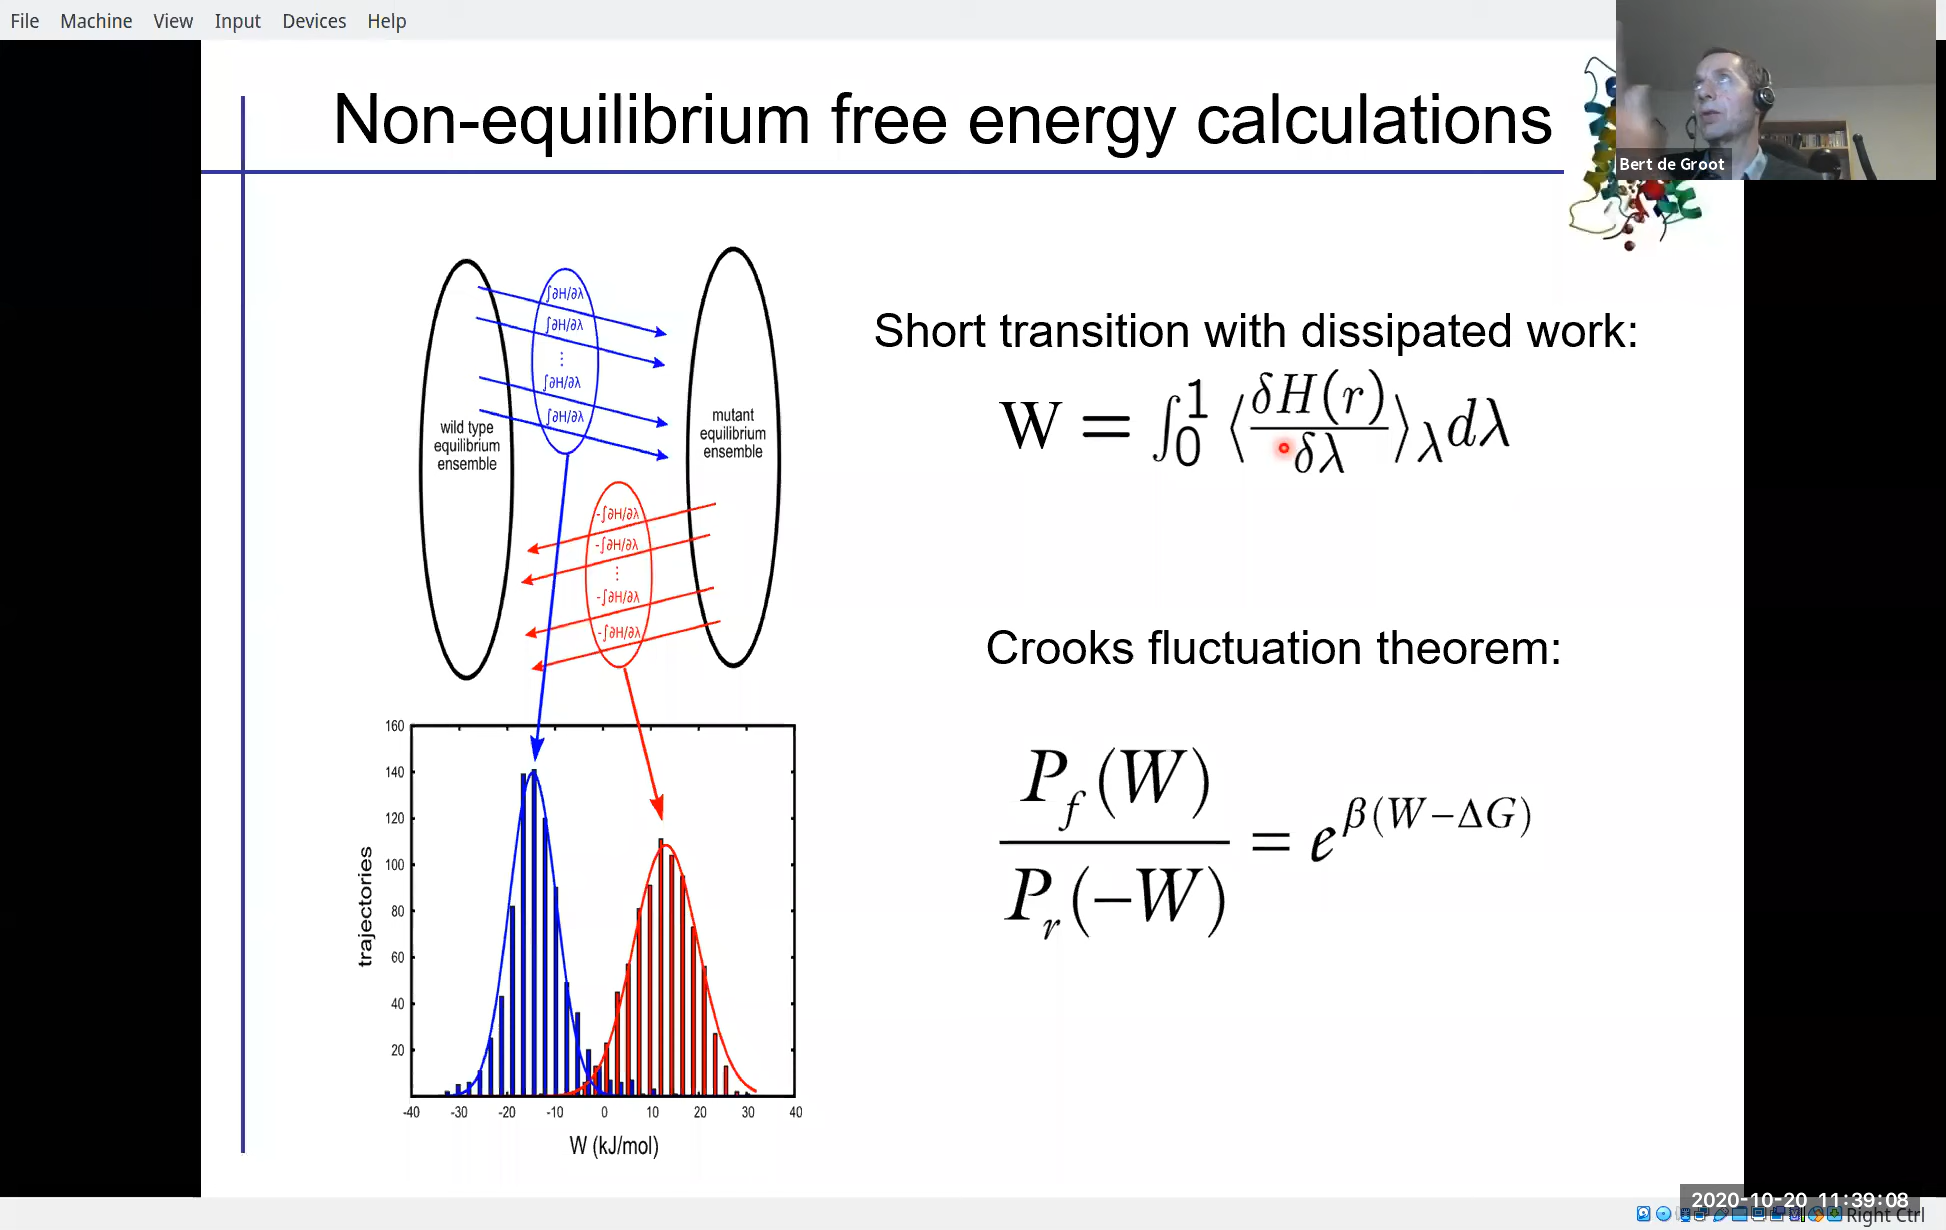 File Machine View Input Devices Help
Non-equilibrium free energy calculations
Bert de Groot
∫∂H/∂λ
∫∂H/∂λ
⋮
∫∂H/∂λ
∫∂H/∂λ
wild type
equilibrium
ensemble
mutant
equilibrium
ensemble
-∫∂H/∂λ
-∫∂H/∂λ
⋮
-∫∂H/∂λ
-∫∂H/∂λ
Short transition with dissipated work:
W = ∫₀¹ ⟨δH(r)/δλ⟩_λ dλ
Crooks fluctuation theorem:
P_f(W)/P_r(−W) = e^{β(W−ΔG)}
160
140
120
100
80
60
40
20
trajectories
-40 -30 -20 -10 0 10 20 30 40
W (kJ/mol)
2020-10-20 11:39:08
Right Ctrl